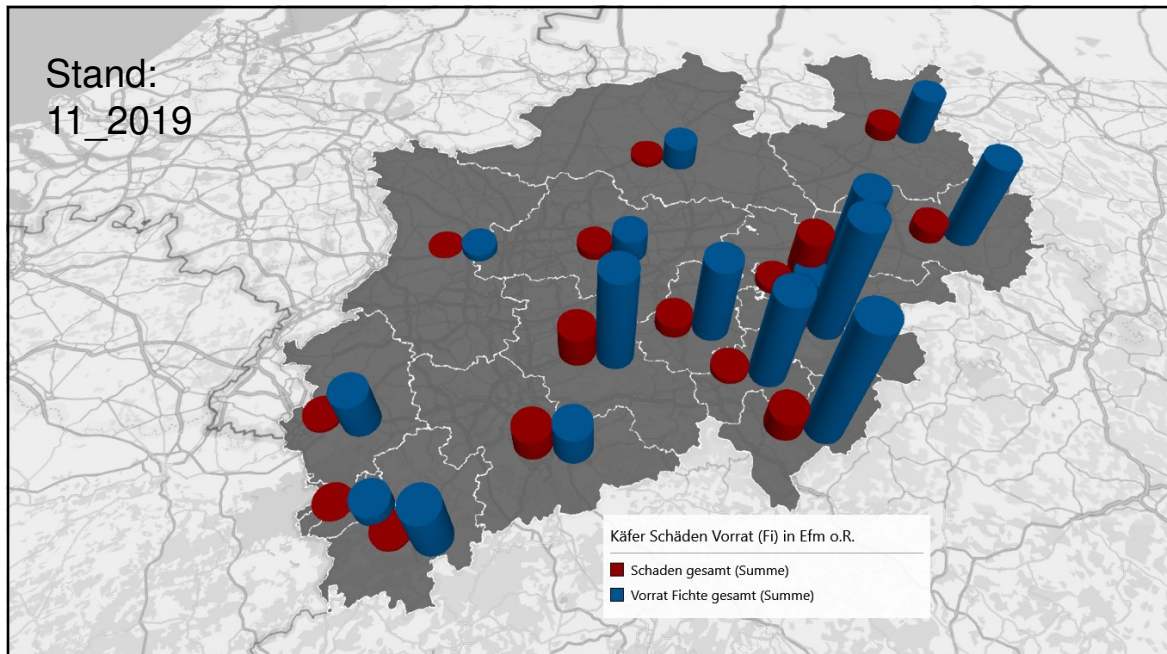 Stand:
11_2019
Käfer Schäden Vorrat (Fi) in Efm o.R.
Schaden gesamt (Summe)
Vorrat Fichte gesamt (Summe)